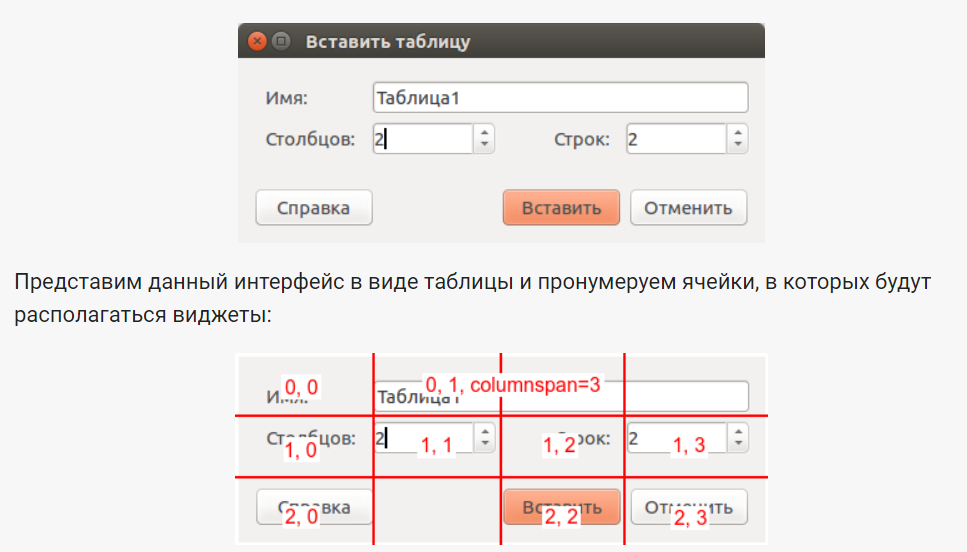 Вставить таблицу
Имя: Таблица1
Столбцов: 2 Строк: 2
Справка Вставить Отменить
Представим данный интерфейс в виде таблицы и пронумеруем ячейки, в которых будут
располагаться виджеты:
0, 0 0, 1, columnspan=3
Имя: Таблица1
Столбцов: 2 Строк: 2
1, 0 1, 1 1, 2 1, 3
Справка Вставить Отменить
2, 0 2, 2 2, 3